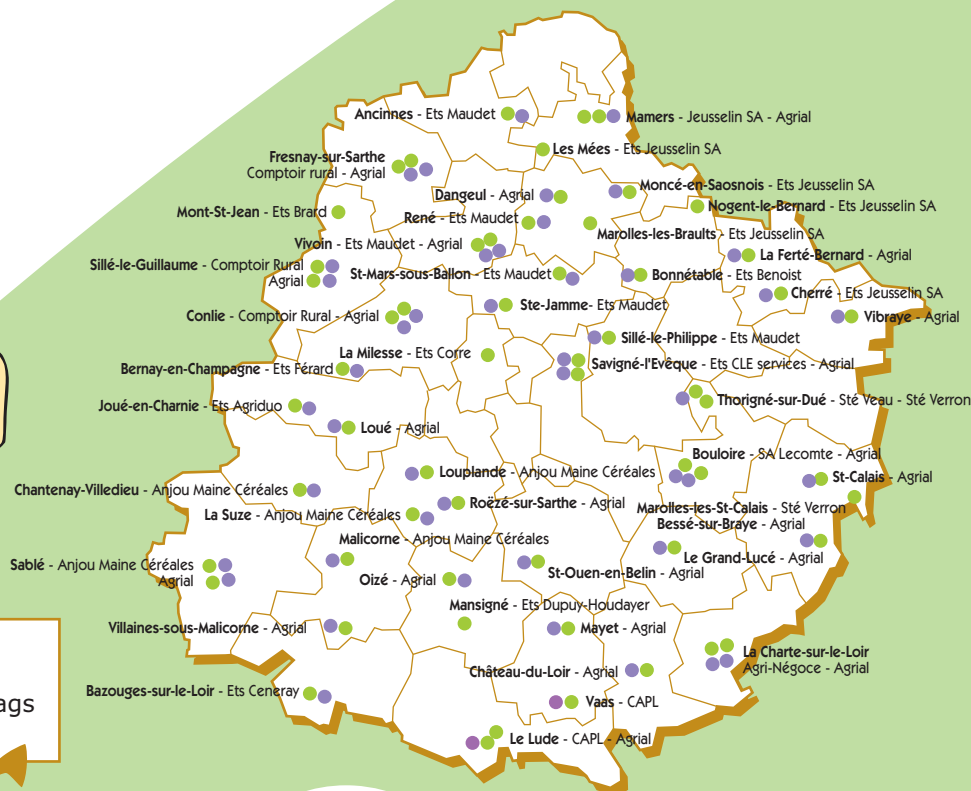 Ancinnes - Ets Maudet
Mamers - Jeusselin SA - Agrial
Les Mées - Ets Jeusselin SA
Fresnay-sur-Sarthe
Comptoir rural - Agrial
Moncé-en-Saosnois - Ets Jeusselin SA
Dangeul - Agrial
Nogent-le-Bernard - Ets Jeusselin SA
Mont-St-Jean - Ets Brard
René - Ets Maudet
Marolles-les-Braults - Ets Jeusselin SA
Vivoin - Ets Maudet - Agrial
La Ferté-Bernard - Agrial
Sillé-le-Guillaume - Comptoir Rural
Agrial
St-Mars-sous-Ballon - Ets Maudet
Bonnétable - Ets Benoist
Cherré - Ets Jeusselin SA
Ste-Jamme- Ets Maudet
Conlie - Comptoir Rural - Agrial
Vibraye - Agrial
Sillé-le-Philippe - Ets Maudet
La Milesse - Ets Corre
Savigné-l'Evêque - Ets CLE services - Agrial
Bernay-en-Champagne - Ets Férard
Thorigné-sur-Dué - Sté Veau - Sté Verron
Joué-en-Charnie - Ets Agriduo
Loué - Agrial
Bouloire - SA Lecomte - Agrial
Louplande - Anjou Maine Céréales
St-Calais - Agrial
Chantenay-Villedieu - Anjou Maine Céréales
Roëzé-sur-Sarthe - Agrial
Marolles-les-St-Calais - Sté Verron
La Suze - Anjou Maine Céréales
Bessé-sur-Braye - Agrial
Malicorne - Anjou Maine Céréales
Le Grand-Lucé - Agrial
Sablé - Anjou Maine Céréales
Agrial
Oizé - Agrial
St-Ouen-en-Belin - Agrial
Mansigné - Ets Dupuy-Houdayer
Villaines-sous-Malicorne - Agrial
Mayet - Agrial
La Charte-sur-le-Loir
Agri-Négoce - Agrial
Château-du-Loir - Agrial
Bazouges-sur-le-Loir - Ets Ceneray
Vaas - CAPL
ags
Le Lude - CAPL - Agrial